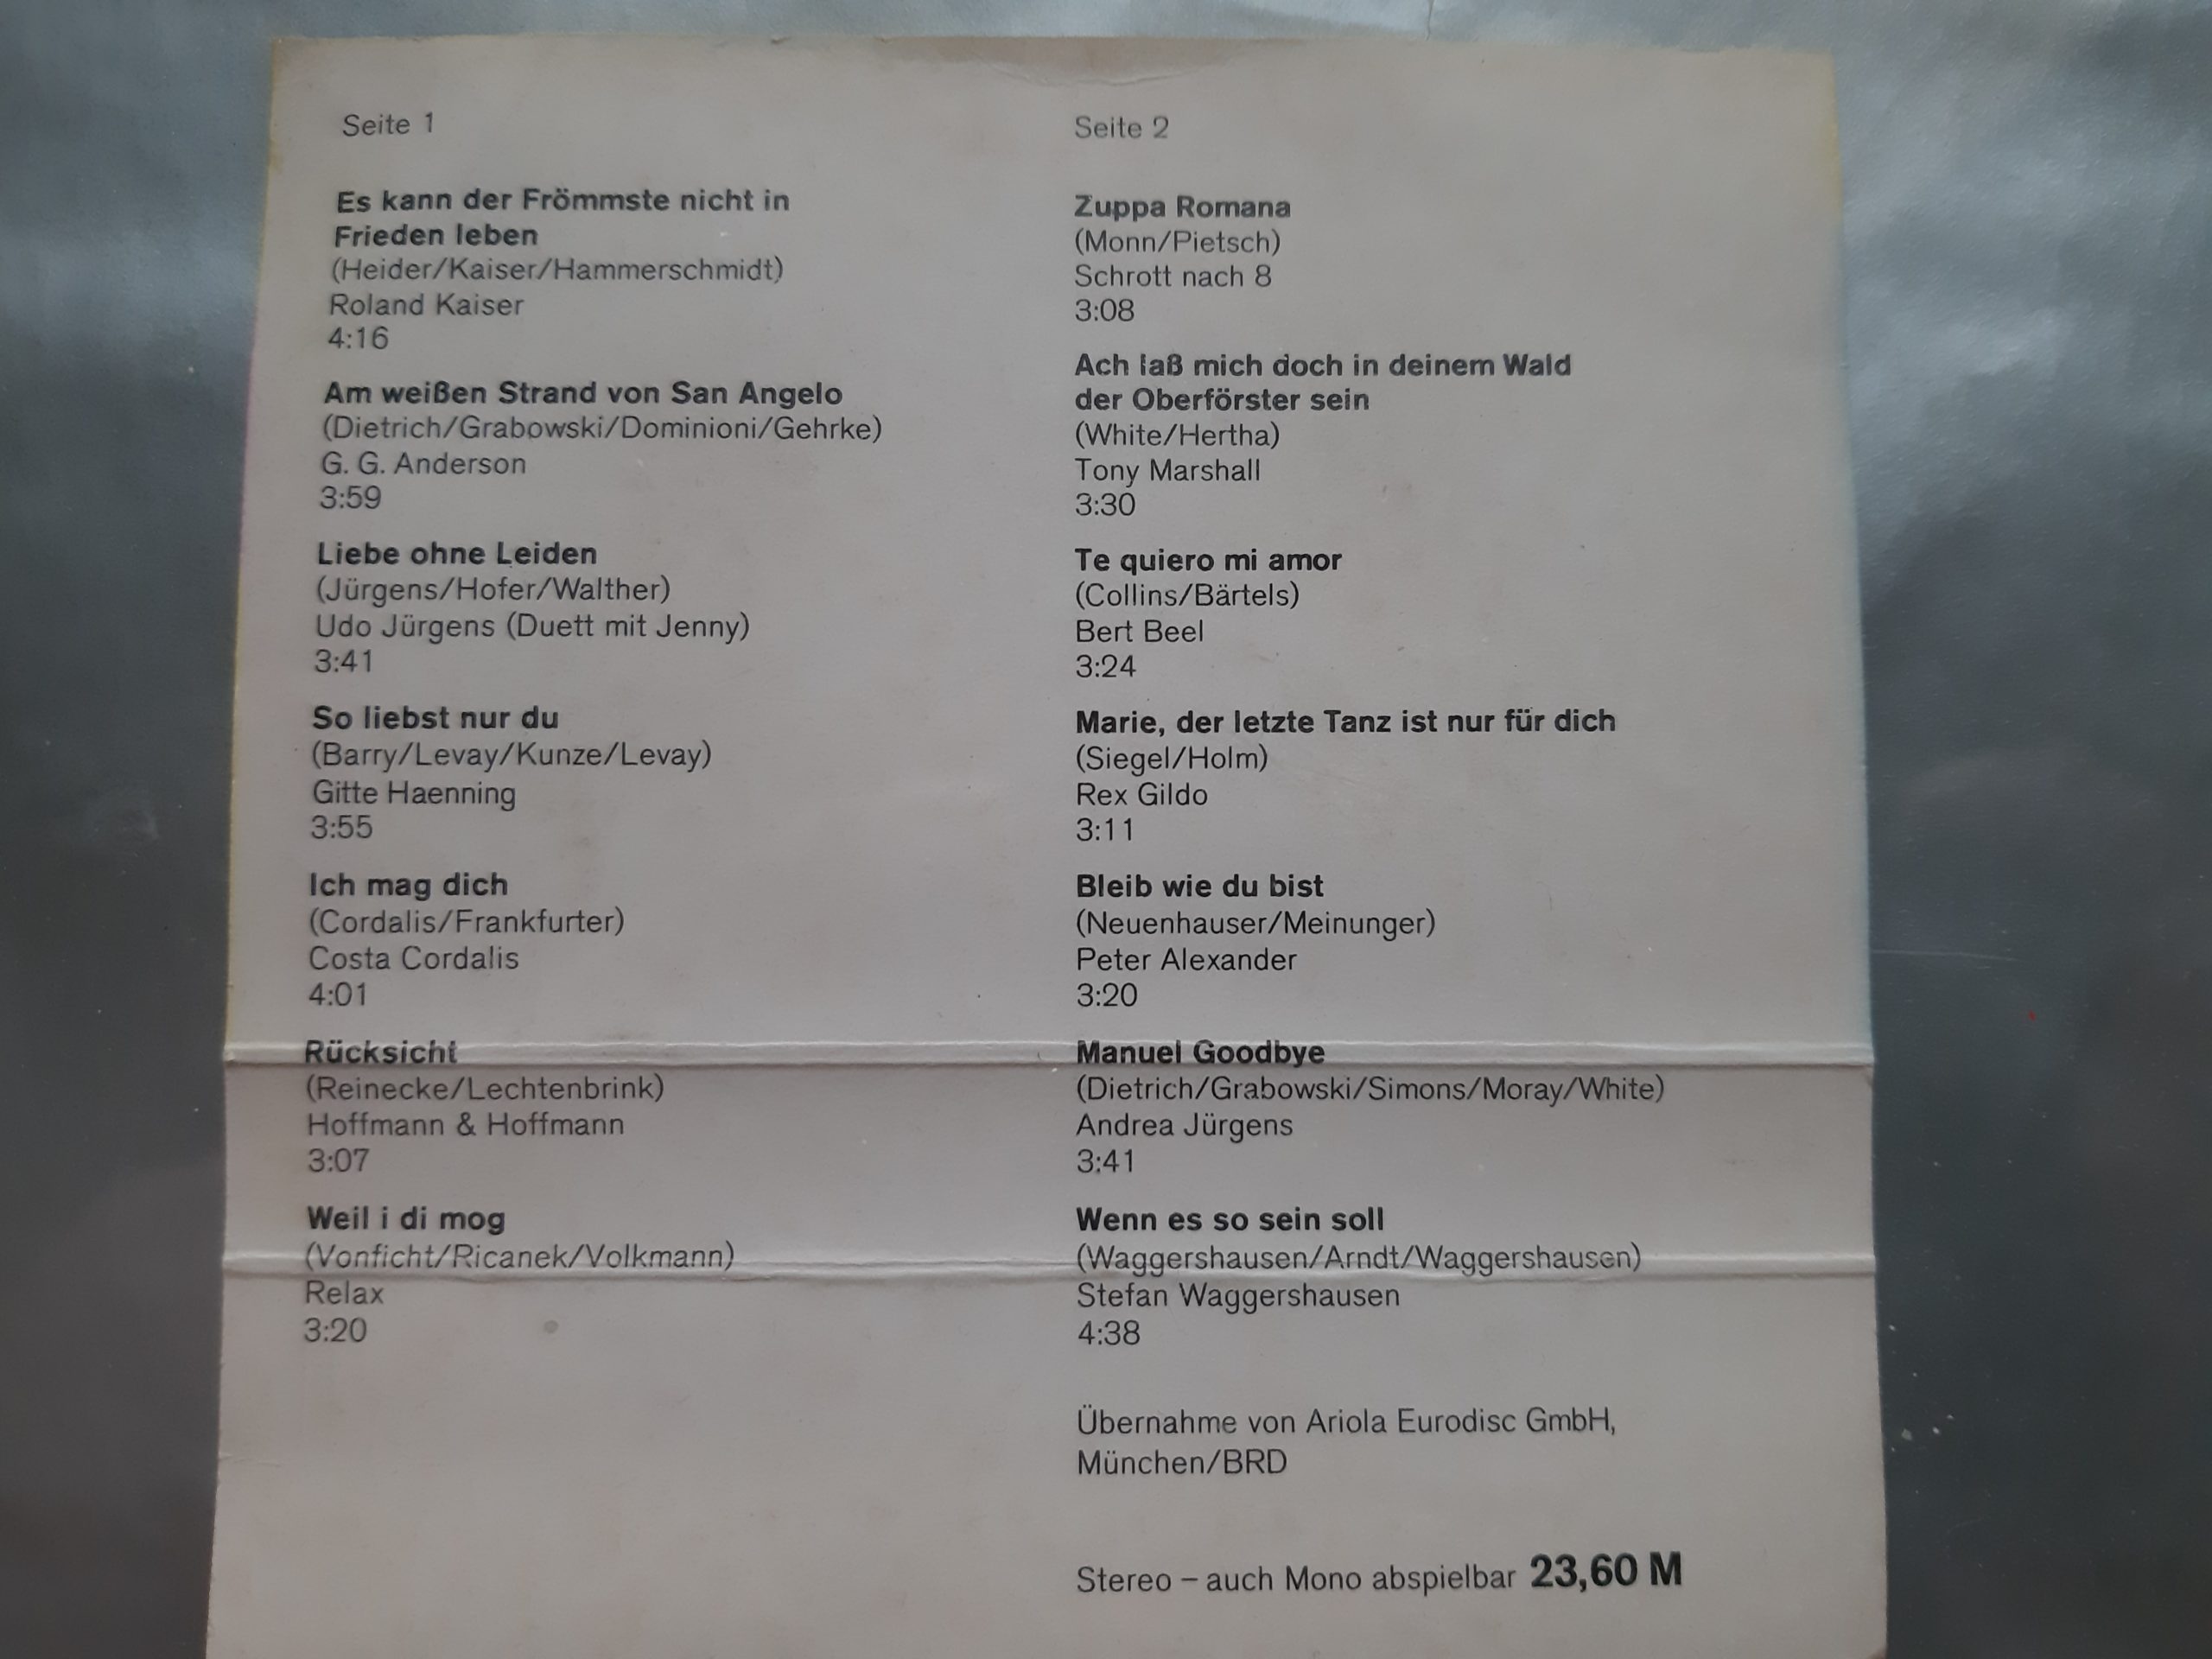 Seite 1
Es kann der Frömmste nicht in
Frieden leben
(Heider/Kaiser/Hammerschmidt)
Roland Kaiser
4:16
Am weißen Strand von San Angelo
(Dietrich/Grabowski/Dominioni/Gehrke)
G. G. Anderson
3:59
Liebe ohne Leiden
(Jürgens/Hofer/Walther)
Udo Jürgens (Duett mit Jenny)
3:41
So liebst nur du
(Barry/Levay/Kunze/Levay)
Gitte Haenning
3:55
Ich mag dich
(Cordalis/Frankfurter)
Costa Cordalis
4:01
Rücksicht
(Reinecke/Lechtenbrink)
Hoffmann & Hoffmann
3:07
Weil i di mog
(Vonficht/Ricanek/Volkmann)
Relax
3:20
Seite 2
Zuppa Romana
(Monn/Pietsch)
Schrott nach 8
3:08
Ach laß mich doch in deinem Wald
der Oberförster sein
(White/Hertha)
Tony Marshall
3:30
Te quiero mi amor
(Collins/Bärtels)
Bert Beel
3:24
Marie, der letzte Tanz ist nur für dich
(Siegel/Holm)
Rex Gildo
3:11
Bleib wie du bist
(Neuenhauser/Meinunger)
Peter Alexander
3:20
Manuel Goodbye
(Dietrich/Grabowski/Simons/Moray/White)
Andrea Jürgens
3:41
Wenn es so sein soll
(Waggershausen/Arndt/Waggershausen)
Stefan Waggershausen
4:38
Übernahme von Ariola Eurodisc GmbH,
München/BRD
Stereo – auch Mono abspielbar 23,60 M